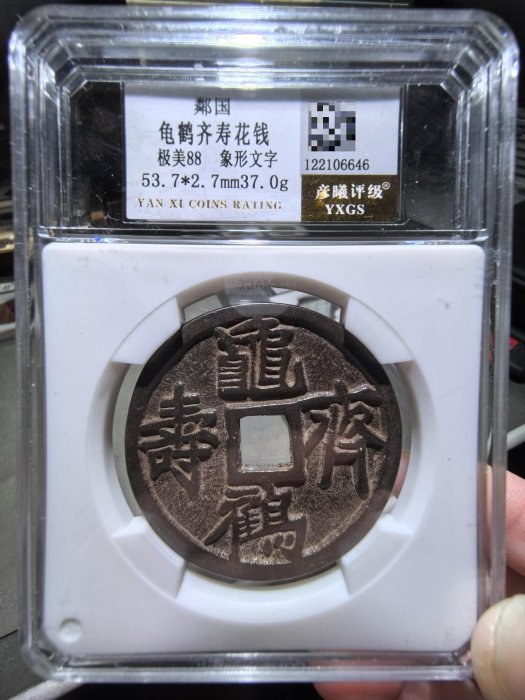 鄰国
龟鹤齐寿花钱
极美88 象形文字
53.7*2.7mm37.0g
YAN XI COINS RATING
122106646
彦曦评级®
YXGS
龜
鶴
齊
壽